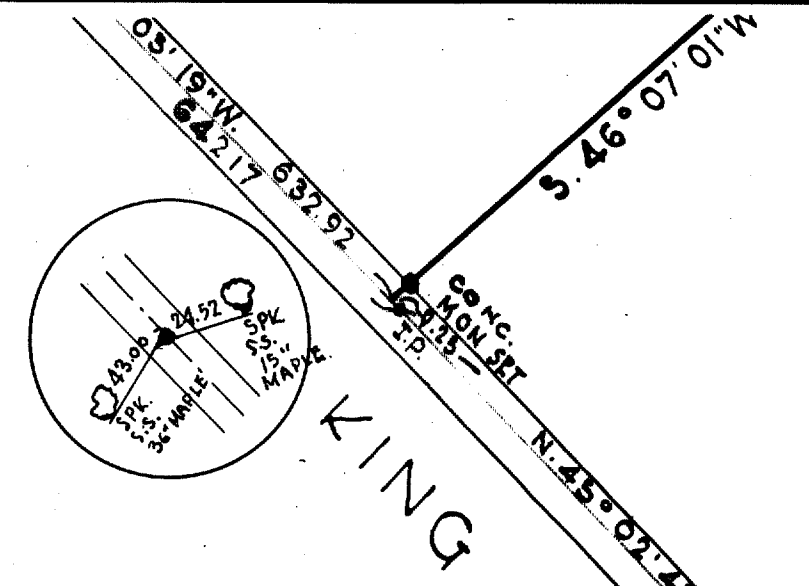 03' 19" W. 632.92
642.17
S. 46° 07' 01" W
CONC.
MON SET
I.P.
24.52
SPK.
S.S.
15"
MAPLE.
43.00
SPK.
S.S.
36" MAPLE
KING
N. 45° 02'